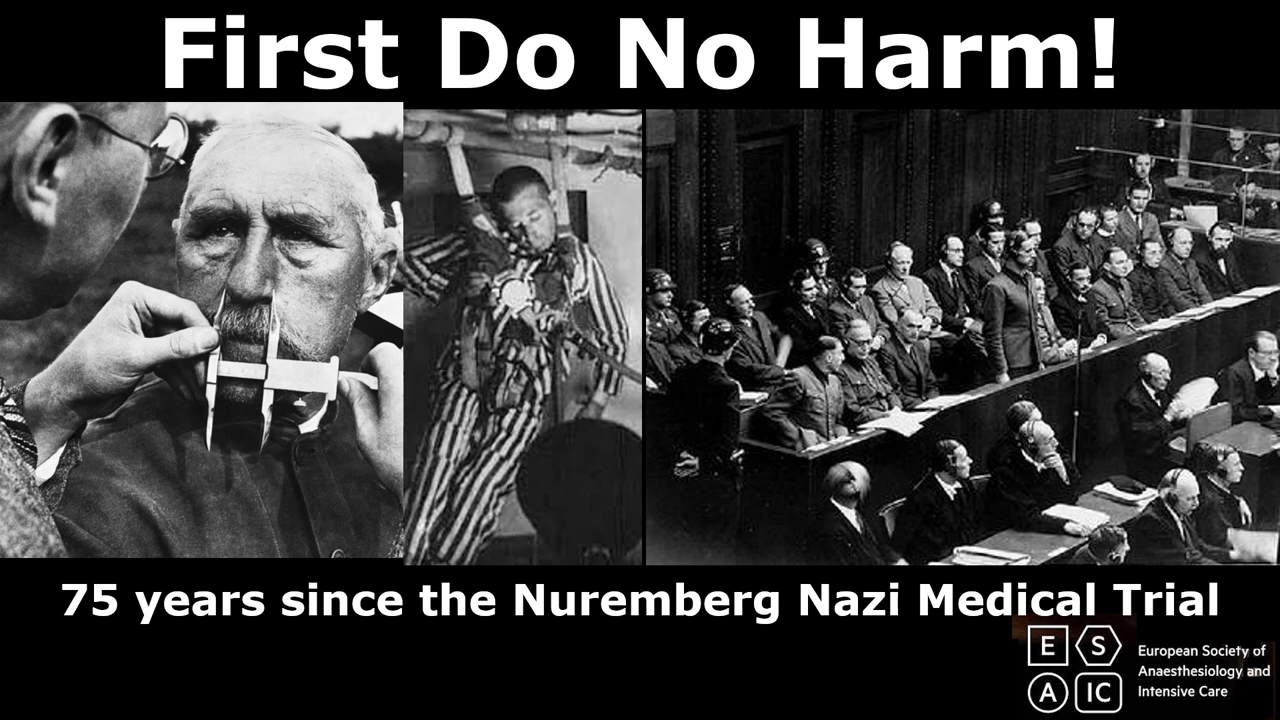 First Do No Harm!
75 years since the Nuremberg Nazi Medical Trial
E S
A IC
European Society of
Anaesthesiology and
Intensive Care